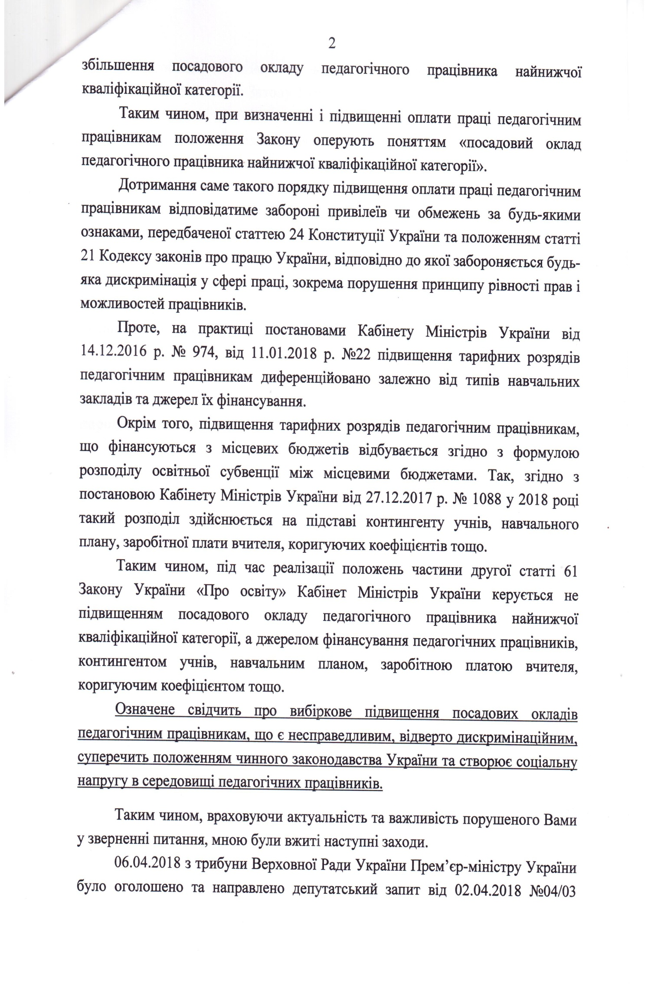 2
збільшення посадового окладу педагогічного працівника найнижчої
кваліфікаційної категорії.
Таким чином, при визначенні і підвищенні оплати праці педагогічним
працівникам положення Закону оперують поняттям «посадовий оклад
педагогічного працівника найнижчої кваліфікаційної категорії».
Дотримання саме такого порядку підвищення оплати праці педагогічним
працівникам відповідатиме забороні привілеїв чи обмежень за будь-якими
ознаками, передбаченої статтею 24 Конституції України та положенням статті
21 Кодексу законів про працю України, відповідно до якої забороняється будь-
яка дискримінація у сфері праці, зокрема порушення принципу рівності прав і
можливостей працівників.
Проте, на практиці постановами Кабінету Міністрів України від
14.12.2016 р. № 974, від 11.01.2018 р. №22 підвищення тарифних розрядів
педагогічним працівникам диференційовано залежно від типів навчальних
закладів та джерел їх фінансування.
Окрім того, підвищення тарифних розрядів педагогічним працівникам,
що фінансуються з місцевих бюджетів відбувається згідно з формулою
розподілу освітньої субвенції між місцевими бюджетами. Так, згідно з
постановою Кабінету Міністрів України від 27.12.2017 р. № 1088 у 2018 році
такий розподіл здійснюється на підставі контингенту учнів, навчального
плану, заробітної плати вчителя, коригуючих коефіцієнтів тощо.
Таким чином, під час реалізації положень частини другої статті 61
Закону України «Про освіту» Кабінет Міністрів України керується не
підвищенням посадового окладу педагогічного працівника найнижчої
кваліфікаційної категорії, а джерелом фінансування педагогічних працівників,
контингентом учнів, навчальним планом, заробітною платою вчителя,
коригуючим коефіцієнтом тощо.
Означене свідчить про вибіркове підвищення посадових окладів
педагогічним працівникам, що є несправедливим, відверто дискримінаційним,
суперечить положенням чинного законодавства України та створює соціальну
напругу в середовищі педагогічних працівників.
Таким чином, враховуючи актуальність та важливість порушеного Вами
у зверненні питання, мною були вжиті наступні заходи.
06.04.2018 з трибуни Верховної Ради України Прем’єр-міністру України
було оголошено та направлено депутатський запит від 02.04.2018 №04/03